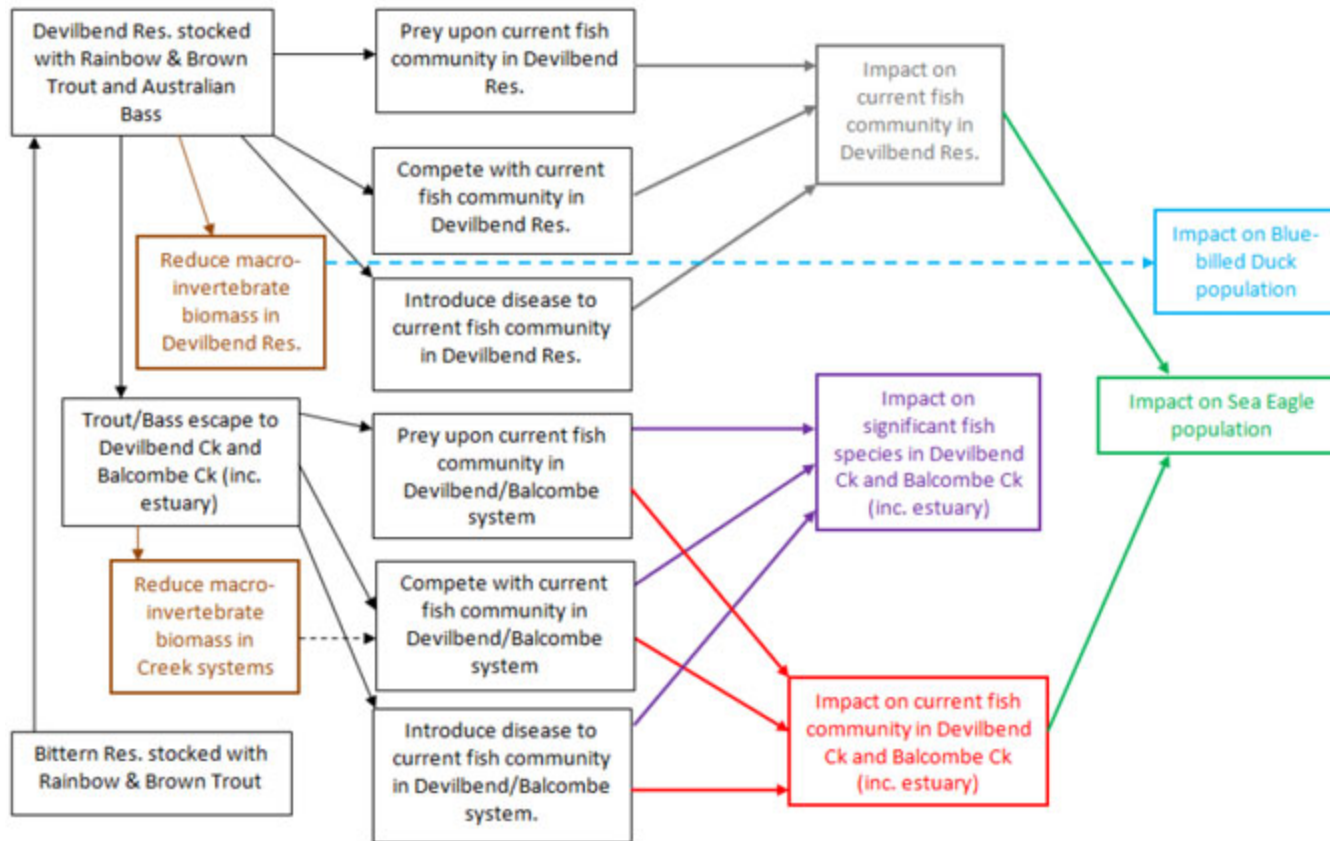 Devilbend Res. stocked
with Rainbow & Brown
Trout and Australian
Bass
Prey upon current fish
community in Devilbend
Res.
Impact on
current fish
community in
Devilbend Res.
Compete with current
fish community in
Devilbend Res.
Impact on Blue-
billed Duck
population
Reduce macro-
invertebrate
biomass in
Devilbend Res.
Introduce disease to
current fish community
in Devilbend Res.
Trout/Bass escape to
Devilbend Ck and
Balcombe Ck (inc.
estuary)
Prey upon current fish
community in
Devilbend/Balcombe
system
Impact on
significant fish
species in Devilbend
Ck and Balcombe Ck
(inc. estuary)
Impact on Sea Eagle
population
Reduce macro-
invertebrate
biomass in
Creek systems
Compete with current
fish community in
Devilbend/Balcombe
system
Impact on current fish
community in Devilbend
Ck and Balcombe Ck
(inc. estuary)
Bittern Res. stocked with
Rainbow & Brown Trout
Introduce disease to
current fish community
in Devilbend/Balcombe
system.